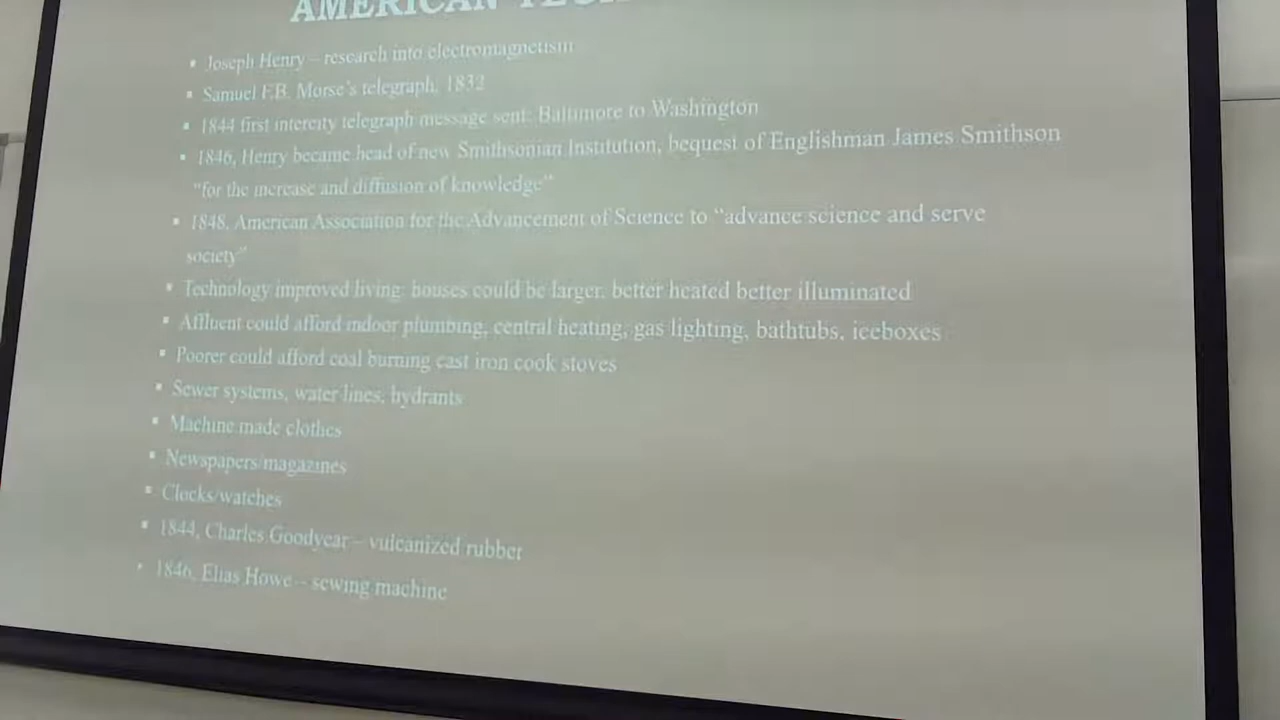 AMERICAN
Joseph Henry – research into electromagnetism
Samuel F.B. Morse's telegraph, 1832
1844 first intercity telegraph message sent: Baltimore to Washington
1846, Henry became head of new Smithsonian Institution, bequest of Englishman James Smithson
"for the increase and diffusion of knowledge"
1848, American Association for the Advancement of Science to "advance science and serve
society"
Technology improved living: houses could be larger, better heated better illuminated
Affluent could afford indoor plumbing, central heating, gas lighting, bathtubs, iceboxes
Poorer could afford coal burning cast iron cook stoves
Sewer systems, water lines, hydrants
Machine made clothes
Newspapers/magazines
Clocks/watches
1844, Charles Goodyear – vulcanized rubber
1846, Elias Howe – sewing machine